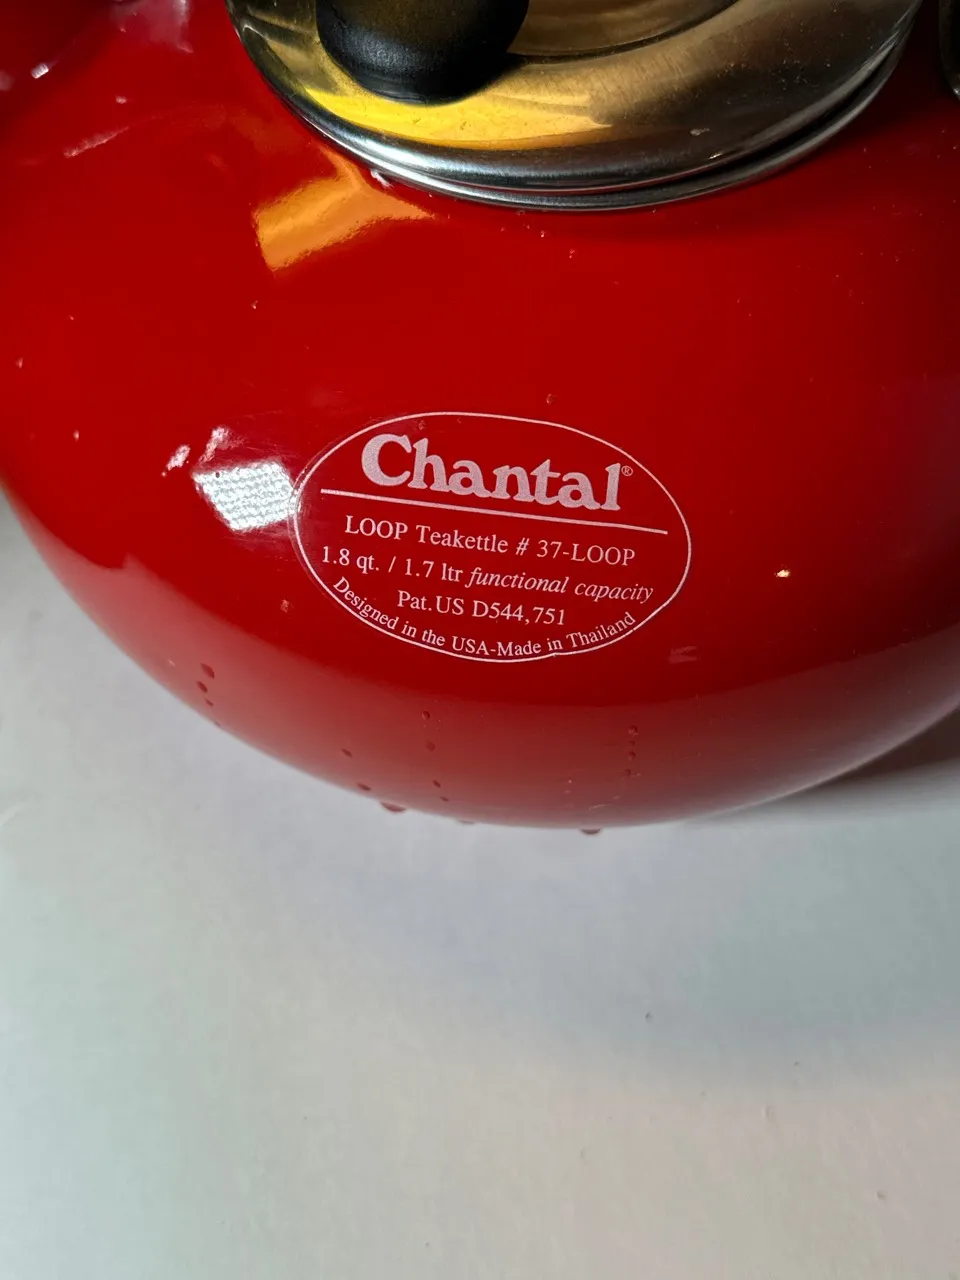 Chantal®
LOOP Teakettle # 37-LOOP
1.8 qt. / 1.7 ltr functional capacity
Pat.US D544,751
Designed in the USA-Made in Thailand